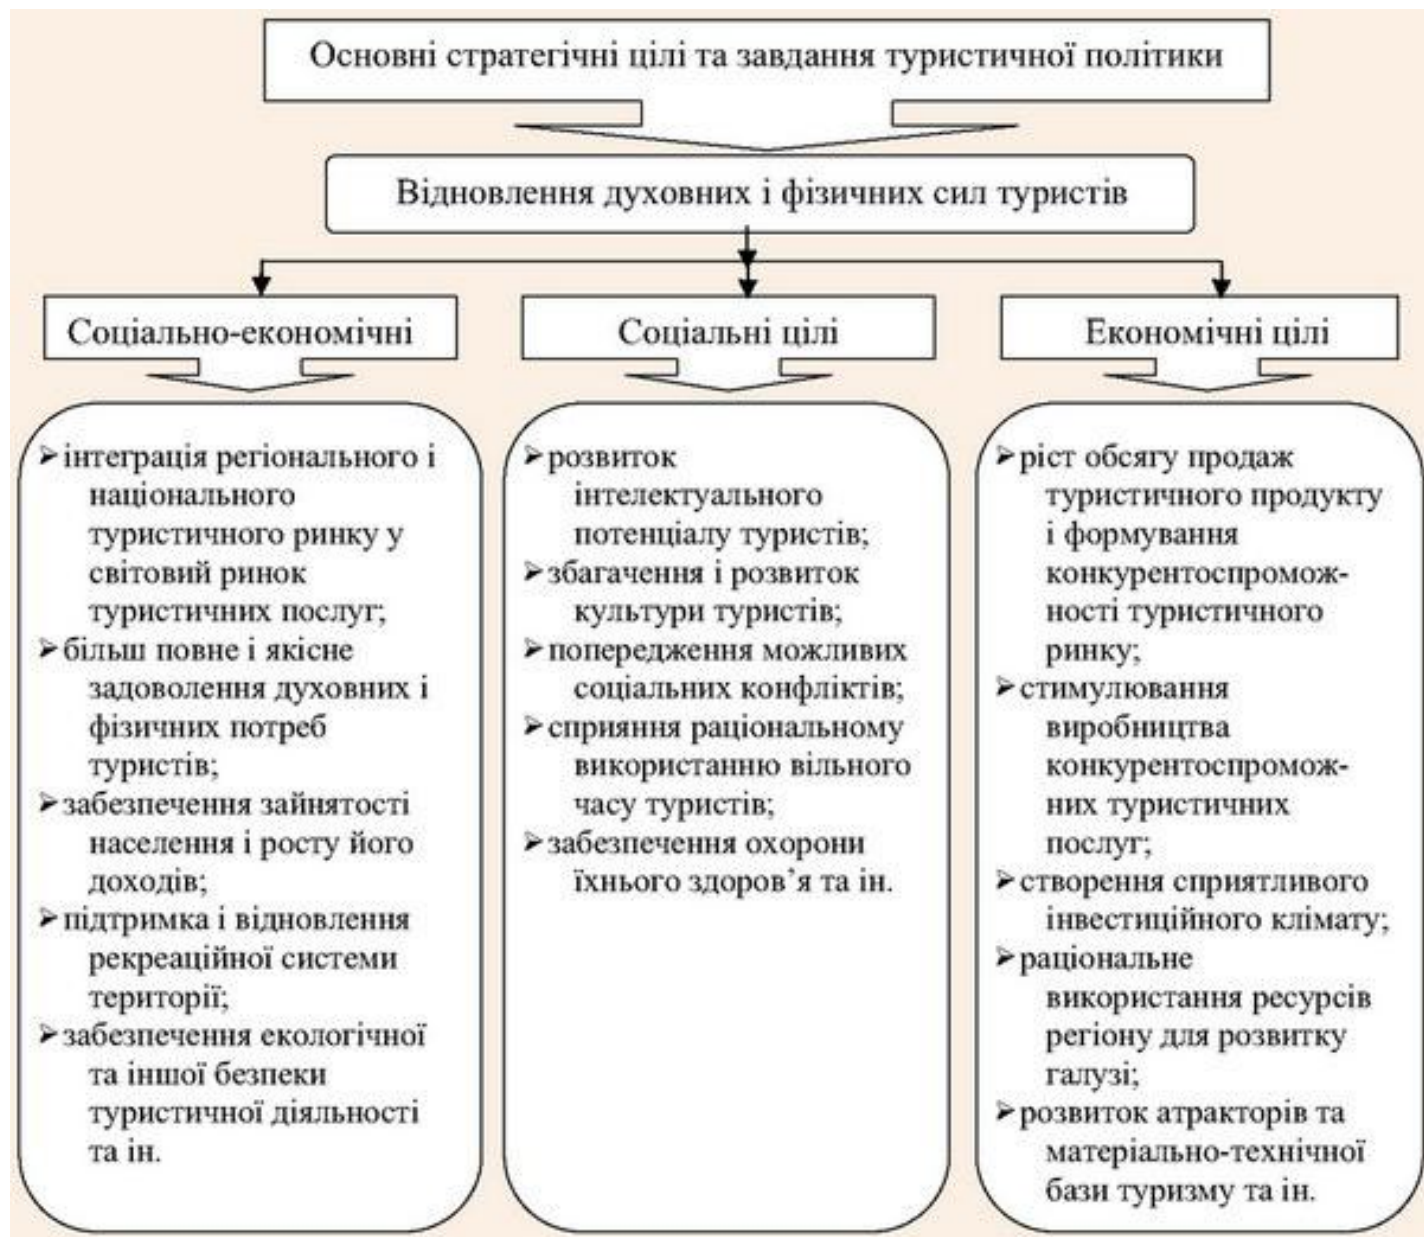 Основні стратегічні цілі та завдання туристичної політики
Відновлення духовних і фізичних сил туристів
Соціально-економічні
➢інтеграція регіонального і
національного
туристичного ринку у
світовий ринок
туристичних послуг;
➢більш повне і якісне
задоволення духовних і
фізичних потреб
туристів;
➢забезпечення зайнятості
населення і росту його
доходів;
➢підтримка і відновлення
рекреаційної системи
території;
➢забезпечення екологічної
та іншої безпеки
туристичної діяльності
та ін.
Соціальні цілі
➢розвиток
інтелектуального
потенціалу туристів;
➢збагачення і розвиток
культури туристів;
➢попередження можливих
соціальних конфліктів;
➢сприяння раціональному
використанню вільного
часу туристів;
➢забезпечення охорони
їхнього здоров’я та ін.
Економічні цілі
➢ріст обсягу продаж
туристичного продукту
і формування
конкурентоспромож-
ності туристичного
ринку;
➢стимулювання
виробництва
конкурентоспромож-
них туристичних
послуг;
➢створення сприятливого
інвестиційного клімату;
➢раціональне
використання ресурсів
регіону для розвитку
галузі;
➢розвиток атракторів та
матеріально-технічної
бази туризму та ін.